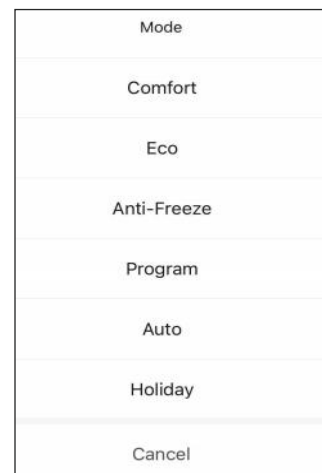 Mode
Comfort
Eco
Anti-Freeze
Program
Auto
Holiday
Cancel